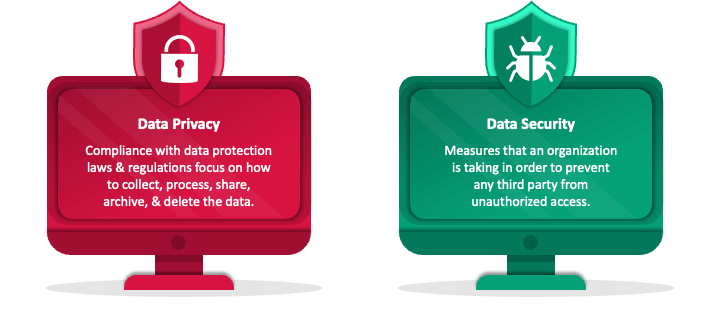 Data Privacy
Compliance with data protection
laws & regulations focus on how
to collect, process, share,
archive, & delete the data.
Data Security
Measures that an organization
is taking in order to prevent
any third party from
unauthorized access.